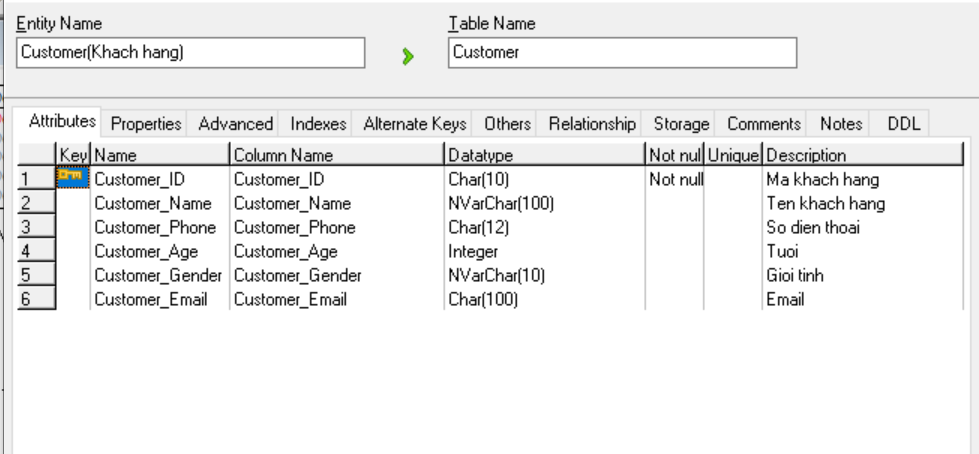 Entity Name Table Name
Customer(Khach hang) Customer
Attributes Properties Advanced Indexes Alternate Keys Others Relationship Storage Comments Notes DDL
Key Name Column Name Datatype Not nul Unique Description
1 Customer_ID Customer_ID Char(10) Not null Ma khach hang
2 Customer_Name Customer_Name NVarChar(100) Ten khach hang
3 Customer_Phone Customer_Phone Char(12) So dien thoai
4 Customer_Age Customer_Age Integer Tuoi
5 Customer_Gender Customer_Gender NVarChar(10) Gioi tinh
6 Customer_Email Customer_Email Char(100) Email